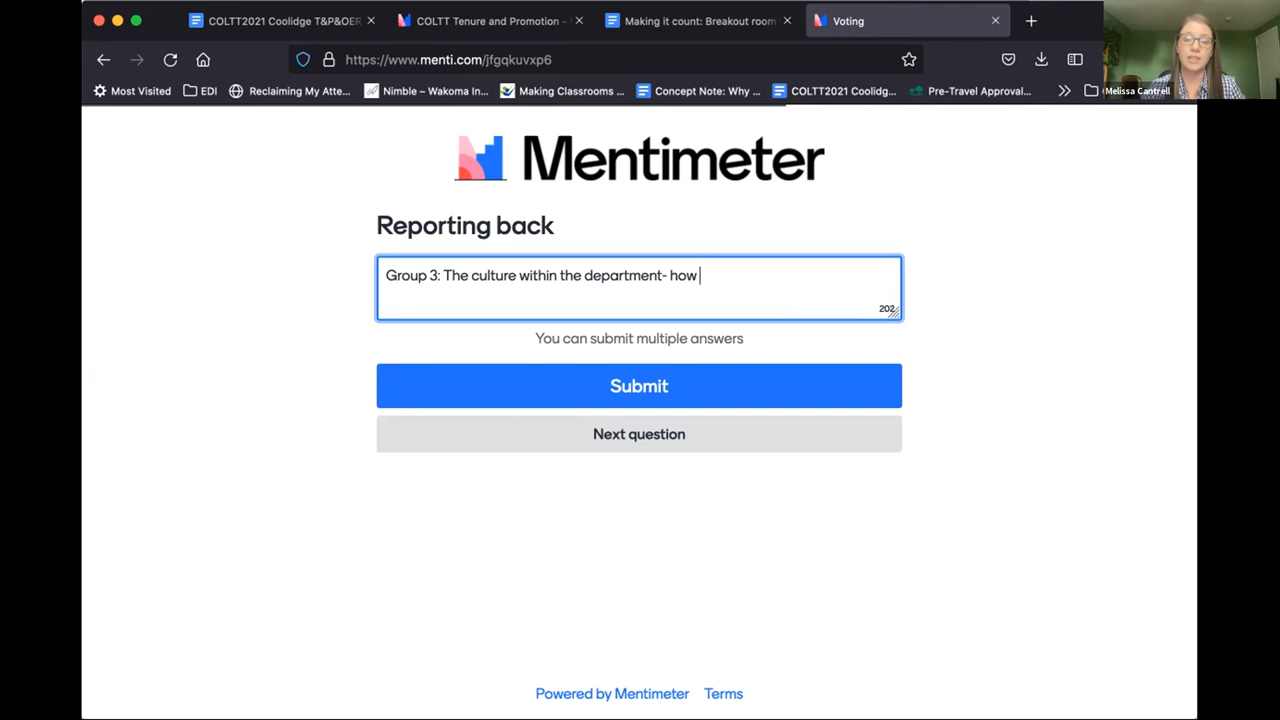 COLTT2021 Coolidge T&P&OER
COLTT Tenure and Promotion -
Making it count: Breakout room
Voting
https://www.menti.com/jfgqkuvxp6
Most Visited
EDI
Reclaiming My Atte...
Nimble – Wakoma In...
Making Classrooms ...
Concept Note: Why ...
COLTT2021 Coolidg...
Pre-Travel Approval...
Melissa Cantrell
Mentimeter
Reporting back
Group 3: The culture within the department- how
202
You can submit multiple answers
Submit
Next question
Powered by Mentimeter Terms